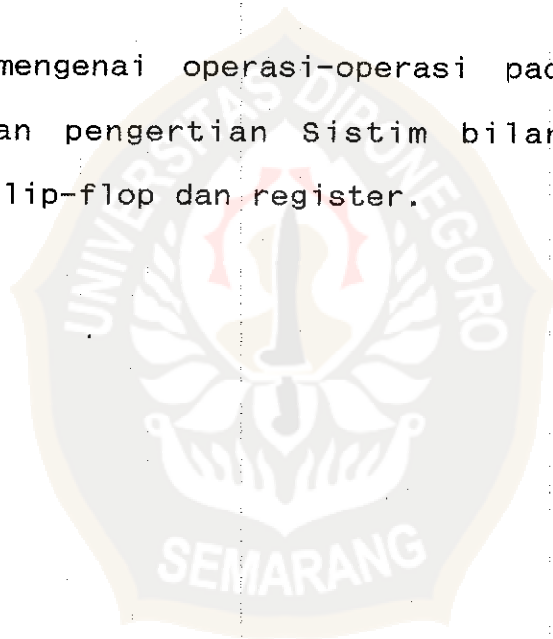 mengenai operasi-operasi pad
an pengertian Sistim bilan
lip-flop dan register.
UNIVERSITAS DIPONEGORO
SEMARANG